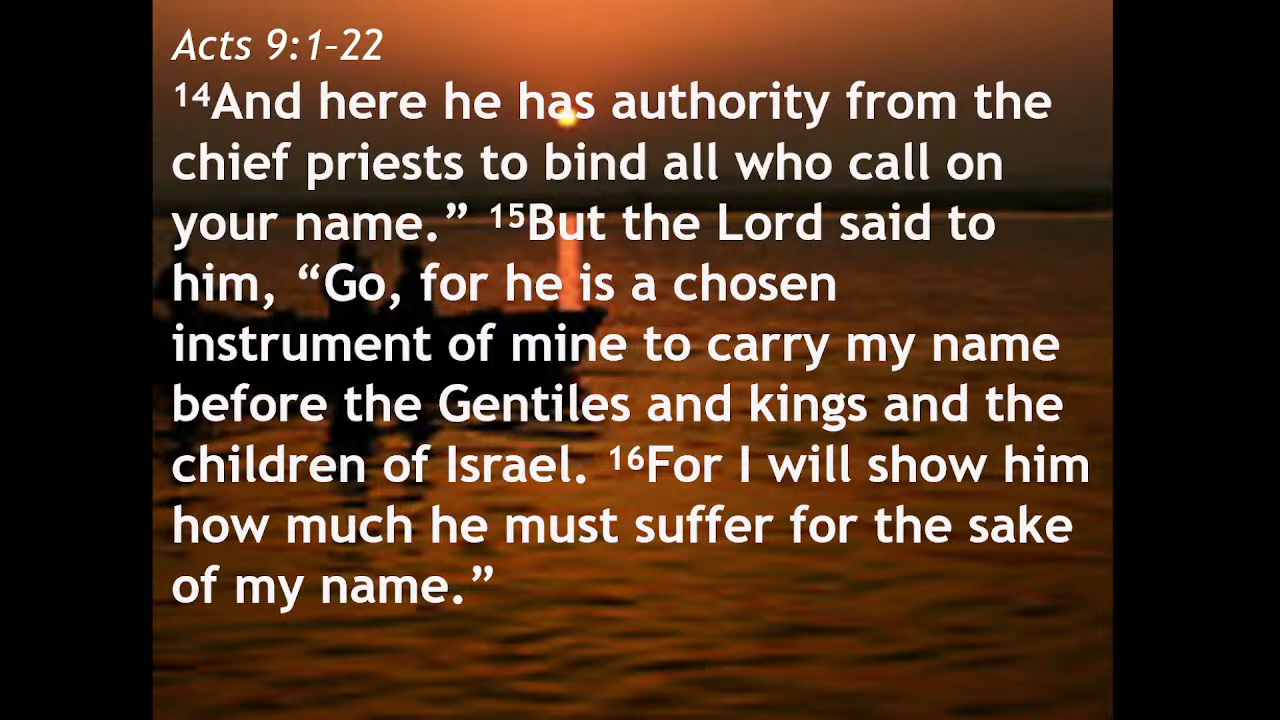 Acts 9:1–22
¹⁴And here he has authority from the
chief priests to bind all who call on
your name.” ¹⁵But the Lord said to
him, “Go, for he is a chosen
instrument of mine to carry my name
before the Gentiles and kings and the
children of Israel. ¹⁶For I will show him
how much he must suffer for the sake
of my name.”